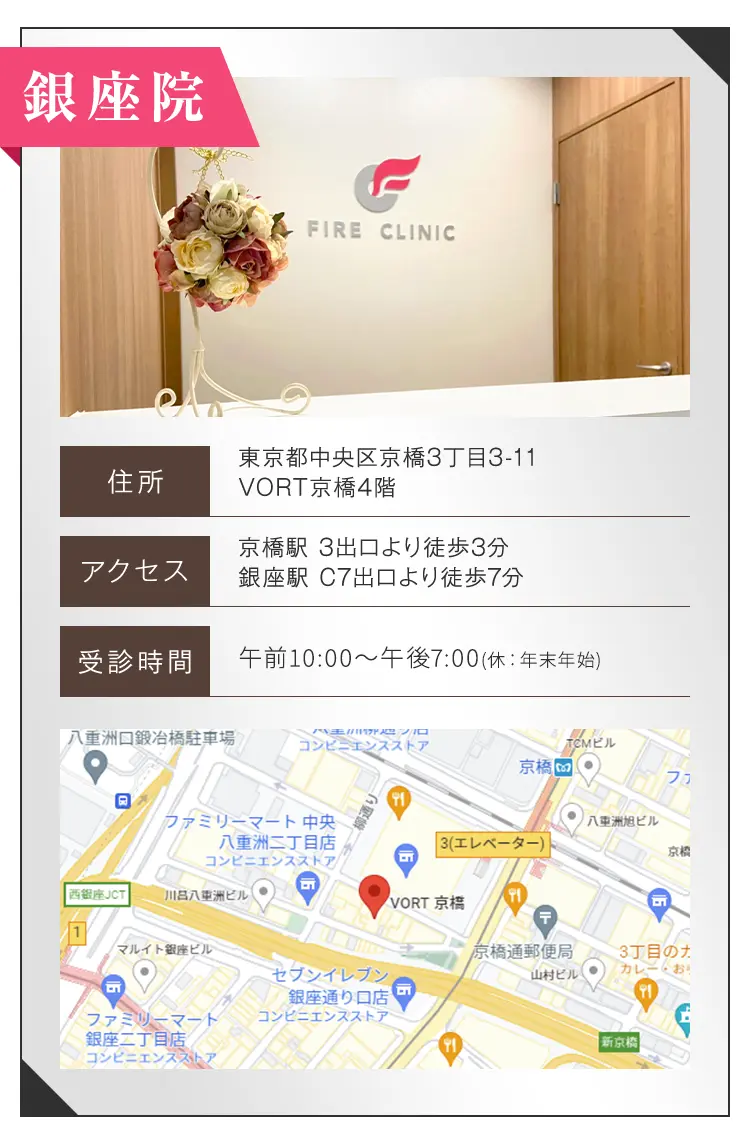 銀座院
FIRE CLINIC
住所
東京都中央区京橋3丁目3-11
VORT京橋4階
アクセス
京橋駅 3出口より徒歩3分
銀座駅 C7出口より徒歩7分
受診時間
午前10:00～午後7:00(休：年末年始)
八重洲口鍛冶橋駐車場
コンビニエンスストア
TCMビル
京橋
ファ
柳通り
ファミリーマート 中央
八重洲二丁目店
コンビニエンスストア
八重洲旭ビル
3(エレベーター)
京橋
西銀座JCT
川昌八重洲ビル
VORT 京橋
1
マルイト銀座ビル
京橋通郵便局
3丁目のカ
山村ビル
カレー・お
セブンイレブン
銀座通り口店
コンビニエンスストア
ファミリーマート
銀座二丁目店
コンビニエンスストア
新京橋